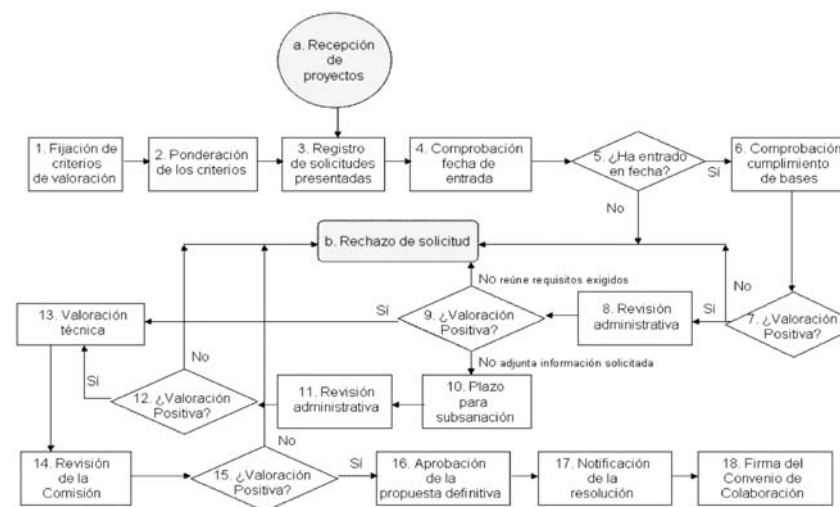 a. Recepción
de
proyectos
1. Fijación de
criterios
de valoración
2. Ponderación
de los criterios
3. Registro
de solicitudes
presentadas
4. Comprobación
fecha de
entrada
5. ¿Ha entrado
en fecha?
Sí
6. Comprobación
cumplimiento
de bases
No
b. Rechazo de solicitud
No reúne requisitos exigidos
No
13. Valoración
técnica
Sí
9. ¿Valoración
Positiva?
8. Revisión
administrativa
Sí
7. ¿Valoración
Positiva?
No
No adjunta información solicitada
Sí
12. ¿Valoración
Positiva?
11. Revisión
administrativa
10. Plazo
para
subsanación
No
14. Revisión
de la
Comisión
15. ¿Valoración
Positiva?
Sí
16. Aprobación
de la
propuesta definitiva
17. Notificación
de la
resolución
18. Firma del
Convenio de
Colaboración